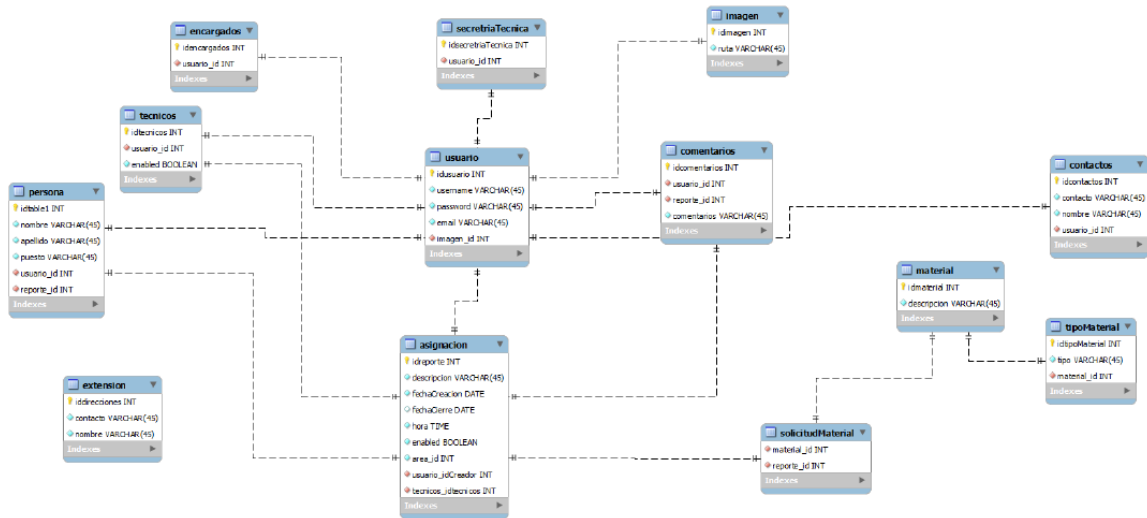 encargados
idencargados INT
usuario_id INT
Indexes
secretriaTecnica
idsecretriaTecnica INT
usuario_id INT
Indexes
imagen
idimagen INT
ruta VARCHAR(45)
Indexes
tecnicos
idtecnicos INT
usuario_id INT
enabled BOOLEAN
Indexes
usuario
idusuario INT
username VARCHAR(45)
password VARCHAR(45)
email VARCHAR(45)
imagen_id INT
Indexes
comentarios
idcomentarios INT
usuario_id INT
reporte_id INT
comentarios VARCHAR(45)
Indexes
contactos
idcontactos INT
contacto VARCHAR(45)
nombre VARCHAR(45)
usuario_id INT
Indexes
persona
idtable1 INT
nombre VARCHAR(45)
apellido VARCHAR(45)
puesto VARCHAR(45)
usuario_id INT
reporte_id INT
Indexes
material
idmaterial INT
descripcion VARCHAR(45)
Indexes
tipoMaterial
idtipoMaterial INT
tipo VARCHAR(45)
material_id INT
Indexes
asignacion
idreporte INT
descripcion VARCHAR(45)
fechaCreacion DATE
fechaCierre DATE
hora TIME
enabled BOOLEAN
area_id INT
usuario_idCreador INT
tecnicos_idtecnicos INT
Indexes
extension
iddirecciones INT
contacto VARCHAR(45)
nombre VARCHAR(45)
Indexes
solicitudMaterial
material_id INT
reporte_id INT
Indexes